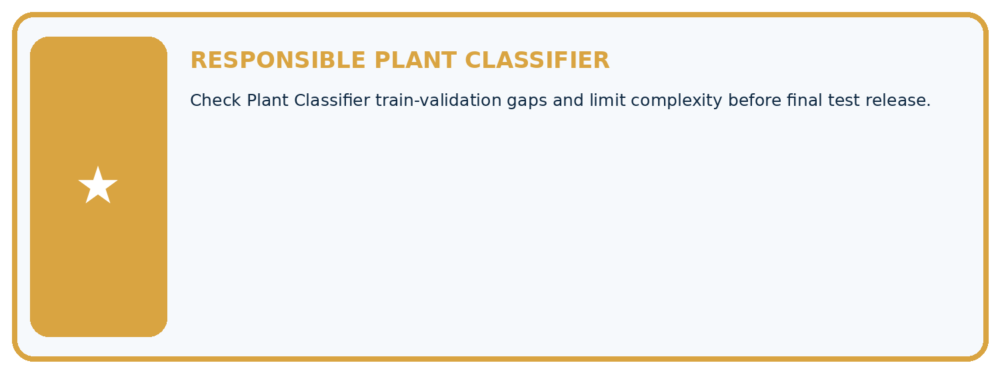 RESPONSIBLE PLANT CLASSIFIER
Check Plant Classifier train-validation gaps and limit complexity before final test release.